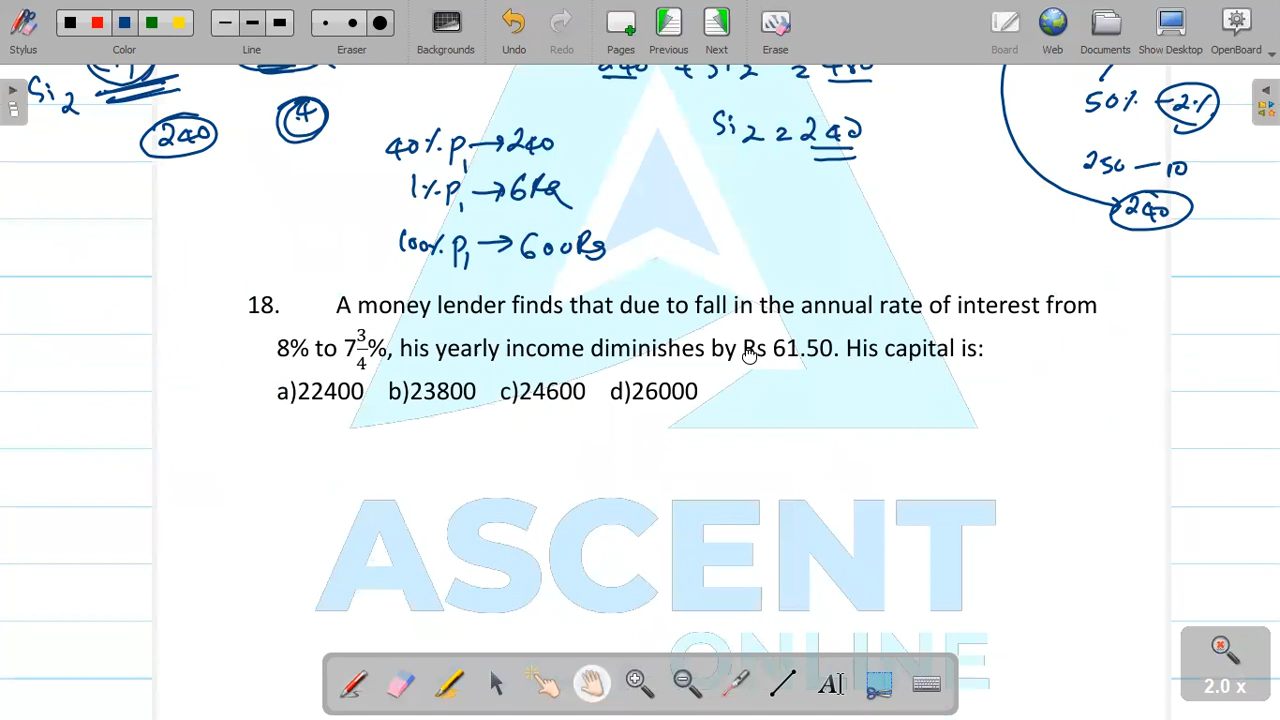 Stylus Color Line Eraser Backgrounds Undo Redo Pages Previous Next Erase Board Web Documents Show Desktop OpenBoard
Si 2
240
4
Si 2 = 240
50% - 2%
250 — 10
240
40% P1 → 240
1% P1 → 6Rs
100% P1 → 600Rs
18. A money lender finds that due to fall in the annual rate of interest from
8% to 7 3/4%, his yearly income diminishes by Rs 61.50. His capital is:
a)22400 b)23800 c)24600 d)26000
ASCENT
ONLINE
2.0 x